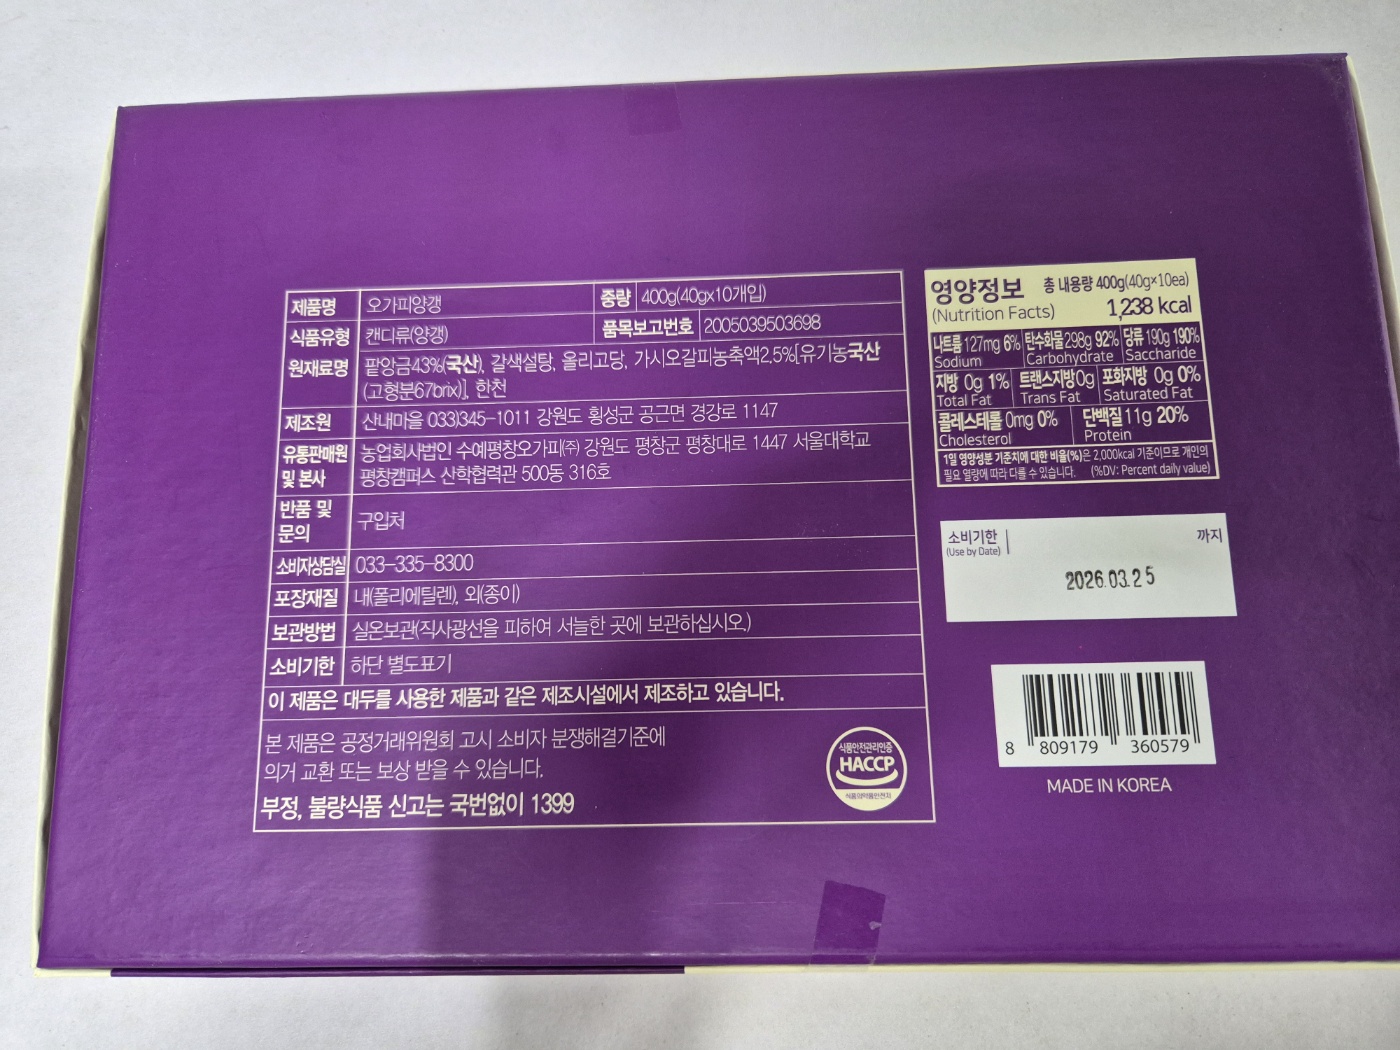 제품명 오가피양갱 중량 400g(40gx10개입)
식품유형 캔디류(양갱) 품목보고번호 2005039503698
원재료명 팥앙금43%(국산), 갈색설탕, 올리고당, 가시오갈피농축액2.5%[유기농국산
(고형분67brix)], 한천
제조원 산내마을 033)345-1011 강원도 횡성군 공근면 경강로 1147
유통판매원 농업회사법인 수예평창오가피㈜ 강원도 평창군 평창대로 1447 서울대학교
및 본사 평창캠퍼스 산학협력관 500동 316호
반품 및
문의 구입처
소비자상담실 033-335-8300
포장재질 내(폴리에틸렌), 외(종이)
보관방법 실온보관(직사광선을 피하여 서늘한 곳에 보관하십시오.)
소비기한 하단 별도표기
이 제품은 대두를 사용한 제품과 같은 제조시설에서 제조하고 있습니다.
본 제품은 공정거래위원회 고시 소비자 분쟁해결기준에
의거 교환 또는 보상 받을 수 있습니다.
부정, 불량식품 신고는 국번없이 1399
식품안전관리인증
HACCP
식품의약품안전처
영양정보 총 내용량 400g(40g×10ea)
(Nutrition Facts) 1,238 kcal
나트륨 127mg 6% 탄수화물 298g 92% 당류 190g 190%
Sodium Carbohydrate Saccharide
지방 0g 1% 트랜스지방 0g 포화지방 0g 0%
Total Fat Trans Fat Saturated Fat
콜레스테롤 0mg 0% 단백질 11g 20%
Cholesterol Protein
1일 영양성분 기준치에 대한 비율(%)은 2,000kcal 기준이므로 개인의
필요 열량에 따라 다를 수 있습니다. (%DV: Percent daily value)
소비기한 까지
(Use by Date)
2026.03.25
8 809179 360579
MADE IN KOREA